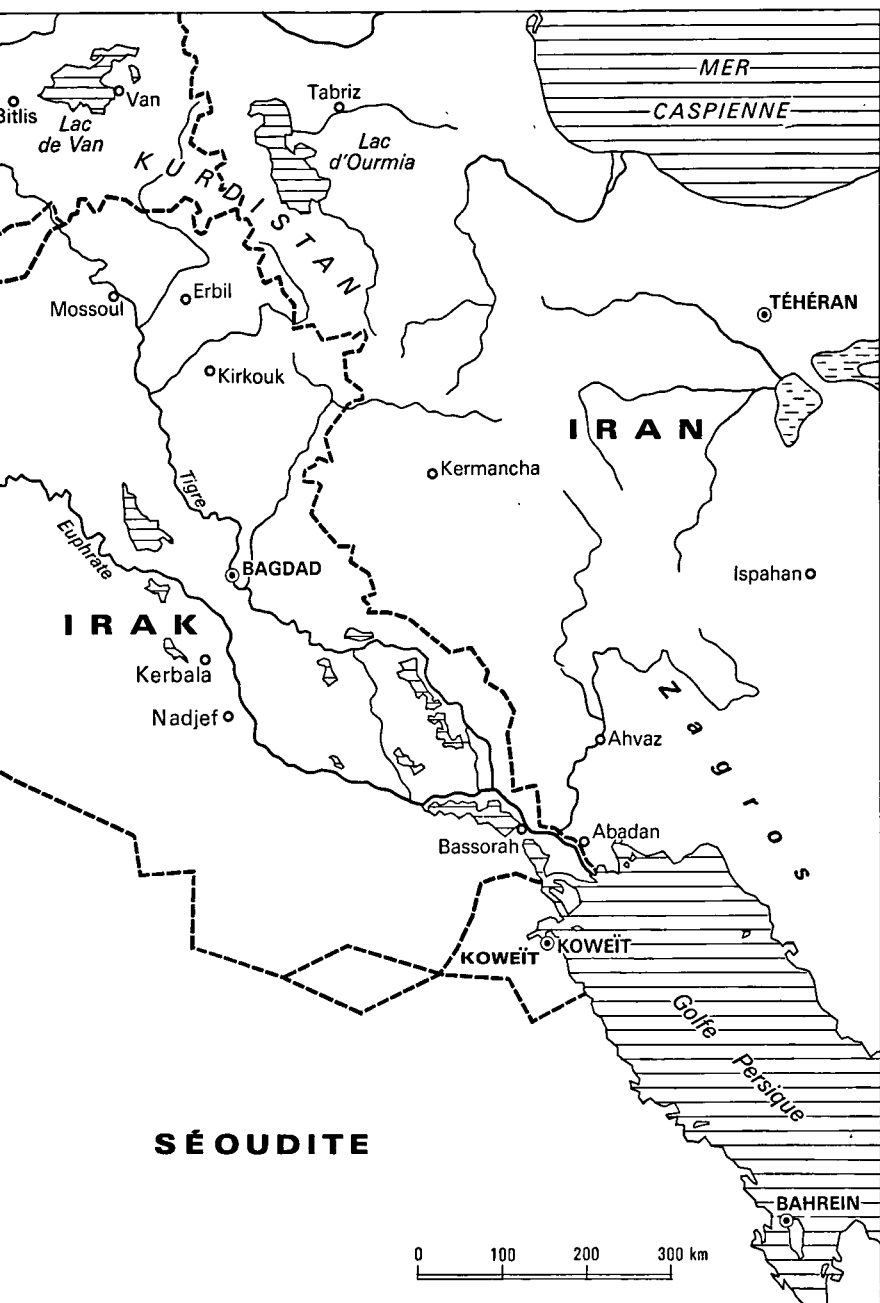 MER
CASPIENNE
Van
Bitlis
Lac
de Van
Tabriz
Lac
d'Ourmia
KURDISTAN
Mossoul
Erbil
TÉHÉRAN
Kirkouk
IRAN
Kermancha
Tigre
Euphrate
BAGDAD
Ispahan
IRAK
Kerbala
Nadjef
Zagros
Ahvaz
Bassorah
Abadan
KOWEÏT
KOWEÏT
Golfe
Persique
SÉOUDITE
BAHREIN
0 100 200 300 km